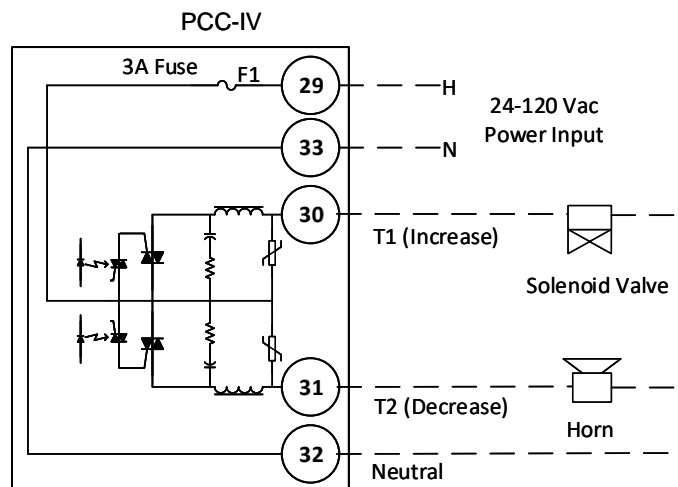 PCC-IV
3A Fuse
F1
29
H
24-120 Vac
Power Input
33
N
30
T1 (Increase)
Solenoid Valve
31
T2 (Decrease)
Horn
32
Neutral